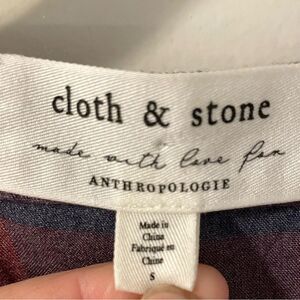 cloth & stone
made with love for
ANTHROPOLOGIE
Made in
China
Fabriqué en
Chine
S